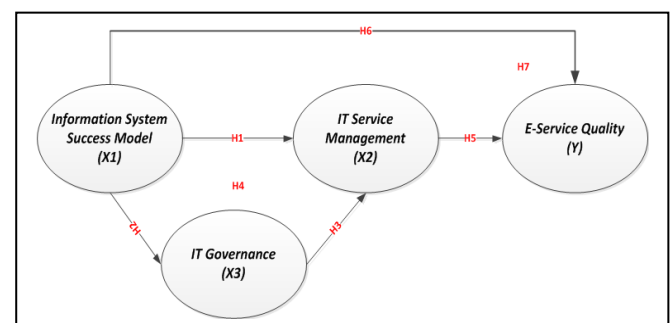 H6
H7
Information System
Success Model
(X1)
H1
IT Service
Management
(X2)
H5
E-Service Quality
(Y)
H4
H2
H3
IT Governance
(X3)